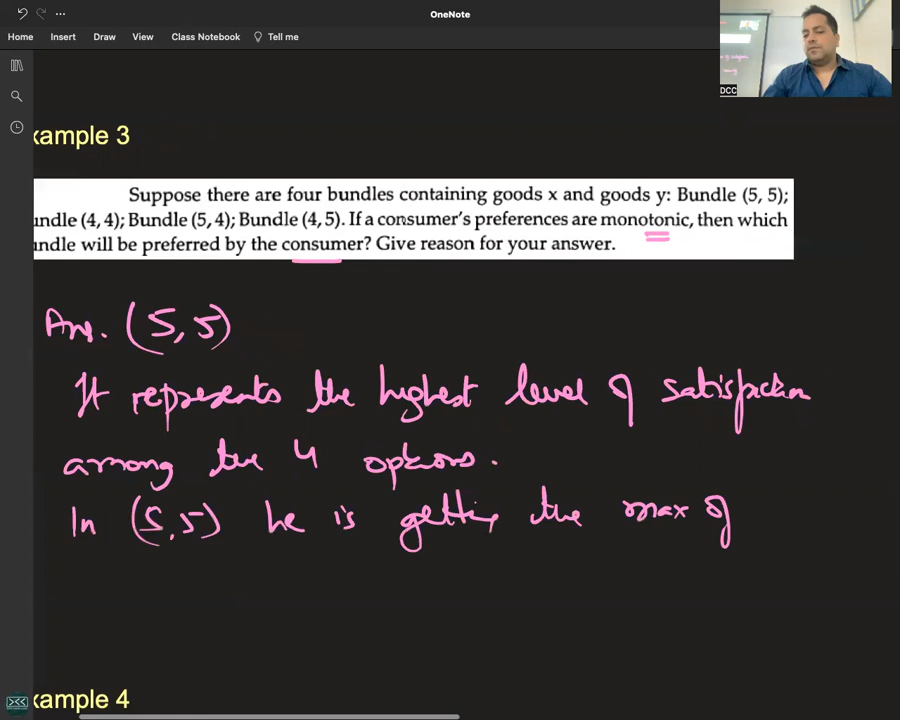 OneNote
Home Insert Draw View Class Notebook Tell me
DCC
xample 3
Suppose there are four bundles containing goods x and goods y: Bundle (5, 5);
undle (4, 4); Bundle (5, 4); Bundle (4, 5). If a consumer's preferences are monotonic, then which
undle will be preferred by the consumer? Give reason for your answer.
Ans. (5, 5)
It represents the highest level of satisfaction
among the 4 options.
In (5,5) he is getting the max of
xample 4